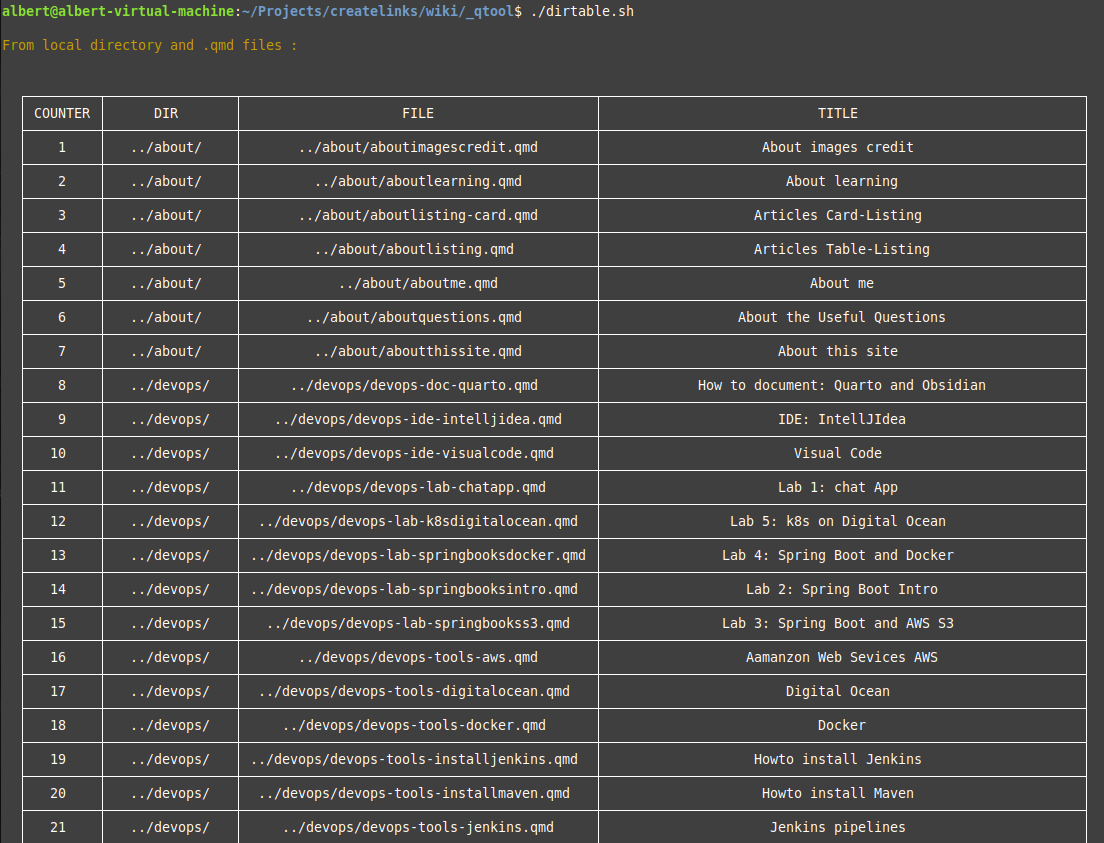 albert@albert-virtual-machine:~/Projects/createlinks/wiki/_qtool$ ./dirtable.sh
From local directory and .qmd files :
COUNTER DIR FILE TITLE
1 ../about/ ../about/aboutimagescredit.qmd About images credit
2 ../about/ ../about/aboutlearning.qmd About learning
3 ../about/ ../about/aboutlisting-card.qmd Articles Card-Listing
4 ../about/ ../about/aboutlisting.qmd Articles Table-Listing
5 ../about/ ../about/aboutme.qmd About me
6 ../about/ ../about/aboutquestions.qmd About the Useful Questions
7 ../about/ ../about/aboutthissite.qmd About this site
8 ../devops/ ../devops/devops-doc-quarto.qmd How to document: Quarto and Obsidian
9 ../devops/ ../devops/devops-ide-intelljidea.qmd IDE: IntellJIdea
10 ../devops/ ../devops/devops-ide-visualcode.qmd Visual Code
11 ../devops/ ../devops/devops-lab-chatapp.qmd Lab 1: chat App
12 ../devops/ ../devops/devops-lab-k8sdigitalocean.qmd Lab 5: k8s on Digital Ocean
13 ../devops/ ../devops/devops-lab-springbooksdocker.qmd Lab 4: Spring Boot and Docker
14 ../devops/ ../devops/devops-lab-springbooksintro.qmd Lab 2: Spring Boot Intro
15 ../devops/ ../devops/devops-lab-springbookss3.qmd Lab 3: Spring Boot and AWS S3
16 ../devops/ ../devops/devops-tools-aws.qmd Aamanzon Web Sevices AWS
17 ../devops/ ../devops/devops-tools-digitalocean.qmd Digital Ocean
18 ../devops/ ../devops/devops-tools-docker.qmd Docker
19 ../devops/ ../devops/devops-tools-installjenkins.qmd Howto install Jenkins
20 ../devops/ ../devops/devops-tools-installmaven.qmd Howto install Maven
21 ../devops/ ../devops/devops-tools-jenkins.qmd Jenkins pipelines